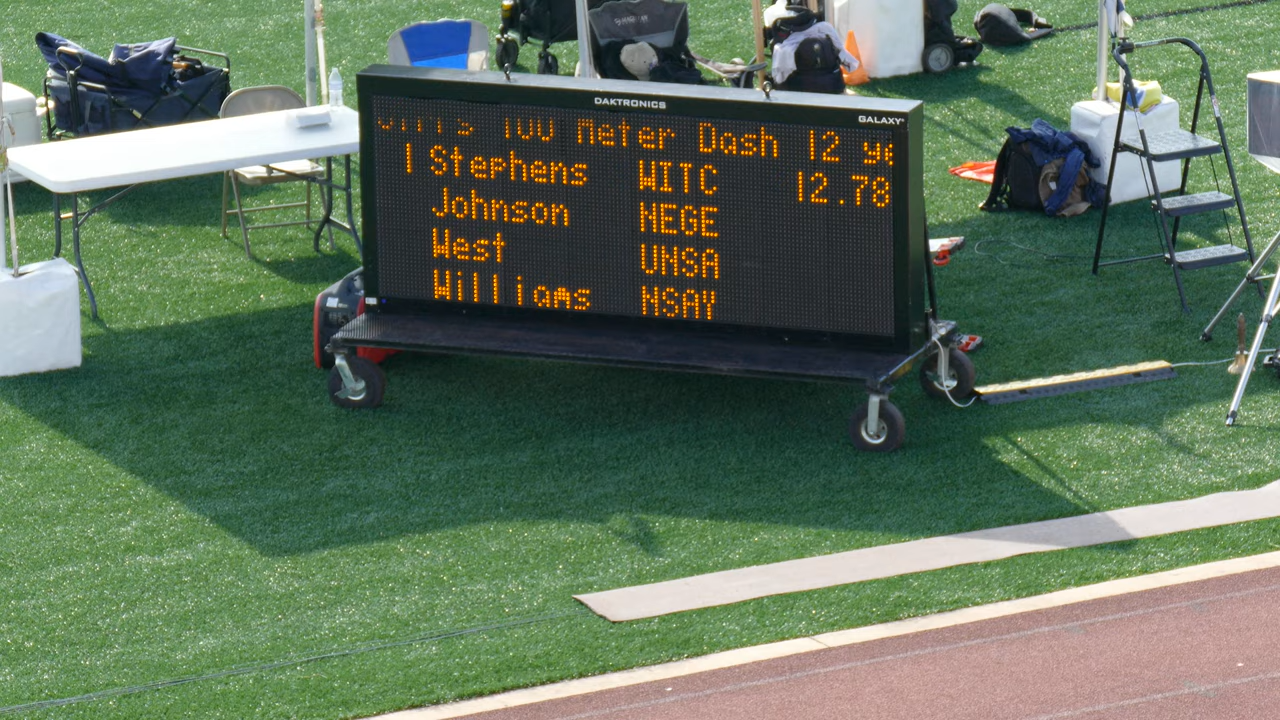 DAKTRONICS
GALAXY
100 Meter Dash 12
1 Stephens WITC 12.78
Johnson NEGE
West UNSA
Williams NSAY